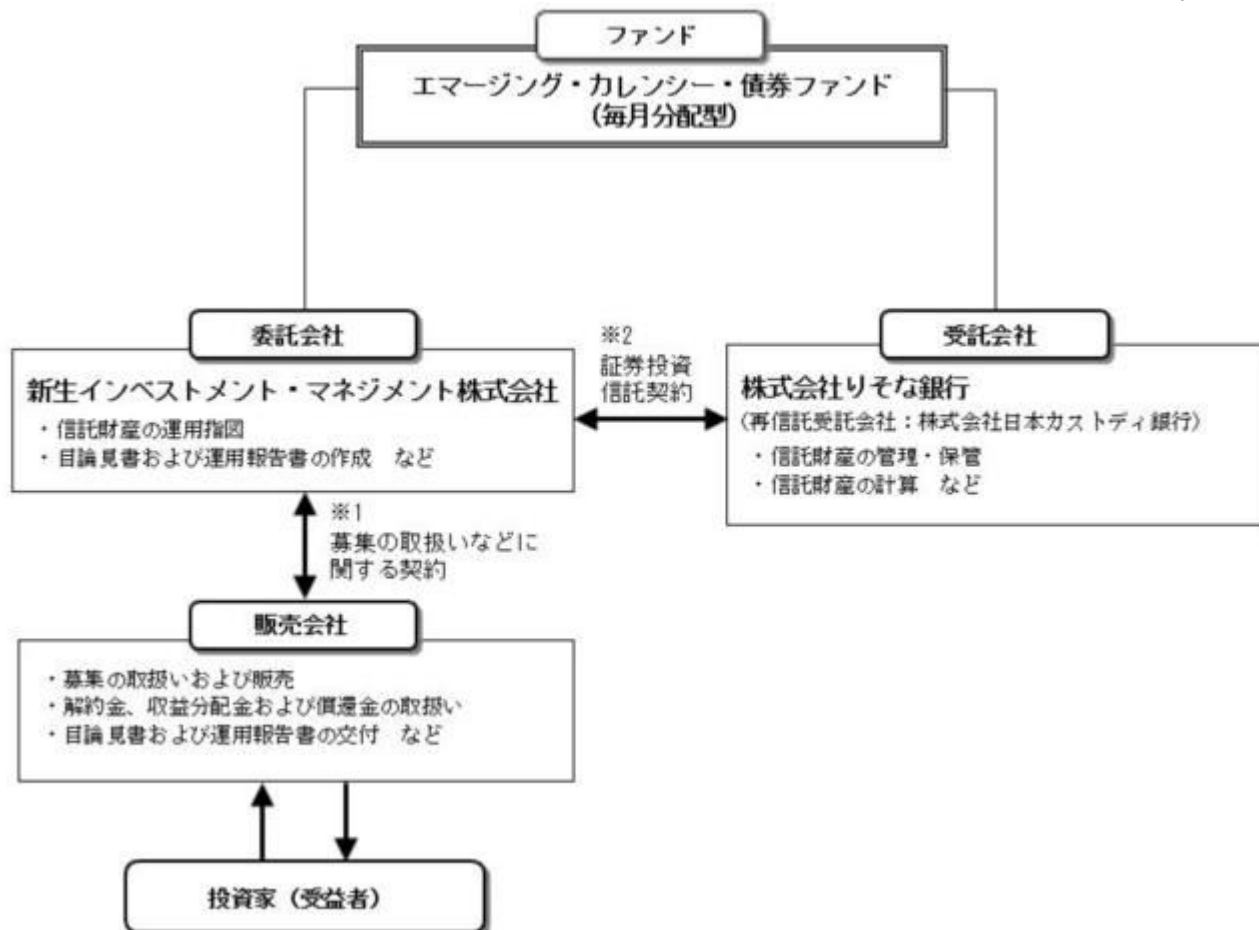 ファンド
エマージング・カレンシー・債券ファンド
(毎月分配型)
委託会社
新生インベストメント・マネジメント株式会社
・信託財産の運用指図
・目論見書および運用報告書の作成　など
※2
証券投資
信託契約
受託会社
株式会社りそな銀行
(再信託受託会社：株式会社日本カストディ銀行)
・信託財産の管理・保管
・信託財産の計算　など
※1
募集の取扱いなどに
関する契約
販売会社
・募集の取扱いおよび販売
・解約金、収益分配金および償還金の取扱い
・目論見書および運用報告書の交付　など
投資家（受益者）